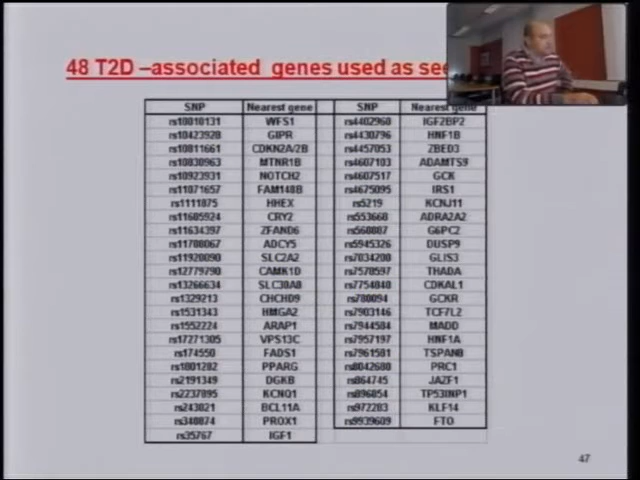 48 T2D –associated genes used as see
SNP Nearest gene
rs10010131 WFS1
rs10423928 GIPR
rs10811661 CDKN2A/2B
rs10830963 MTNR1B
rs10923931 NOTCH2
rs11071657 FAM148B
rs1111875 HHEX
rs11605924 CRY2
rs11634397 ZFAND6
rs11708067 ADCY5
rs11920090 SLC2A2
rs12779790 CAMK1D
rs13266634 SLC30A8
rs1329213 CHCHD9
rs1531343 HMGA2
rs1552224 ARAP1
rs17271305 VPS13C
rs174550 FADS1
rs1801282 PPARG
rs2191349 DGKB
rs2237895 KCNQ1
rs243021 BCL11A
rs340874 PROX1
rs35767 IGF1
SNP Nearest gene
rs4402960 IGF2BP2
rs4430796 HNF1B
rs4457053 ZBED3
rs4607103 ADAMTS9
rs4607517 GCK
rs4675095 IRS1
rs5219 KCNJ11
rs553668 ADRA2A2
rs560887 G6PC2
rs5945326 DUSP9
rs7034200 GLIS3
rs7578597 THADA
rs7754840 CDKAL1
rs780094 GCKR
rs7903146 TCF7L2
rs7944584 MADD
rs7957197 HNF1A
rs7961581 TSPAN8
rs8042680 PRC1
rs864745 JAZF1
rs896854 TP53INP1
rs972283 KLF14
rs9939609 FTO
47